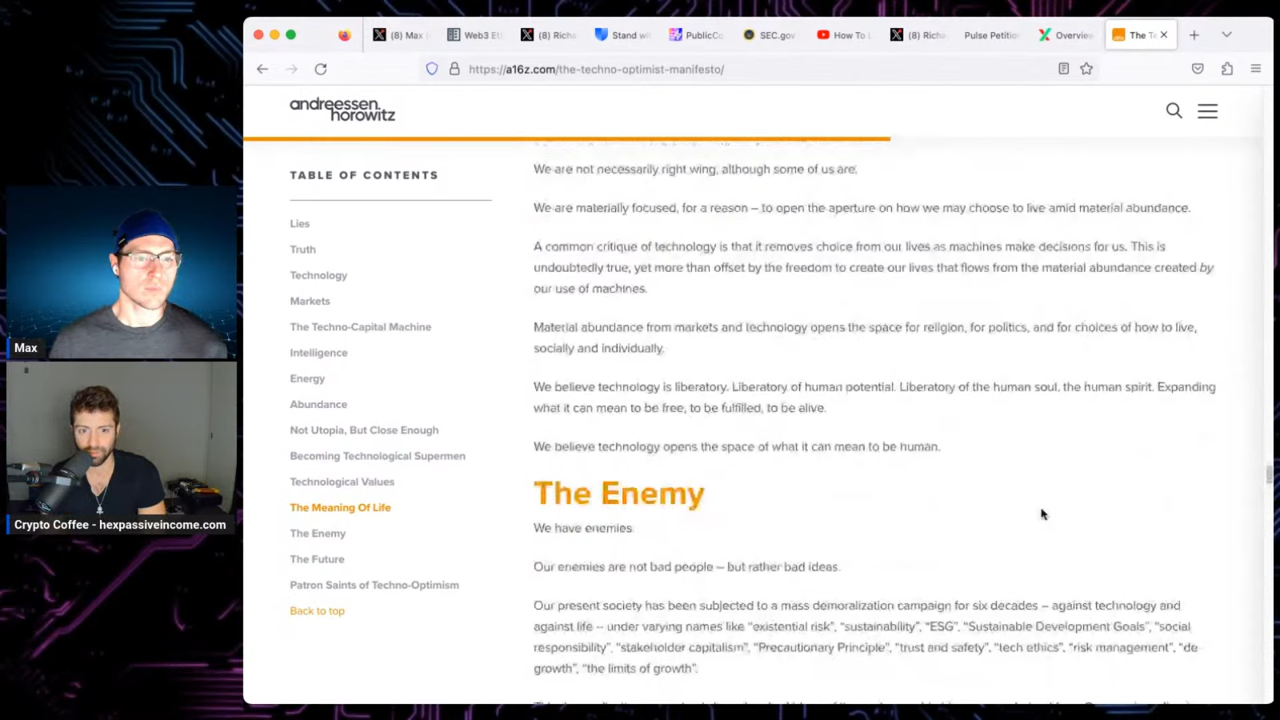 (8) Max
Web3 Et
(8) Riche
Stand wi
PublicCo
SEC.gov
How To
(8) Riche
Pulse Petiti
Overvie
The T
https://a16z.com/the-techno-optimist-manifesto/
andreessen.
horowitz
TABLE OF CONTENTS
Lies
Truth
Technology
Markets
The Techno-Capital Machine
Intelligence
Energy
Abundance
Not Utopia, But Close Enough
Becoming Technological Supermen
Technological Values
The Meaning Of Life
The Enemy
The Future
Patron Saints of Techno-Optimism
Back to top
We are not necessarily right wing, although some of us are.
We are materially focused, for a reason – to open the aperture on how we may choose to live amid material abundance.
A common critique of technology is that it removes choice from our lives as machines make decisions for us. This is
undoubtedly true, yet more than offset by the freedom to create our lives that flows from the material abundance created by
our use of machines.
Material abundance from markets and technology opens the space for religion, for politics, and for choices of how to live,
socially and individually.
We believe technology is liberatory. Liberatory of human potential. Liberatory of the human soul, the human spirit. Expanding
what it can mean to be free, to be fulfilled, to be alive.
We believe technology opens the space of what it can mean to be human.
The Enemy
We have enemies.
Our enemies are not bad people – but rather bad ideas.
Our present society has been subjected to a mass demoralization campaign for six decades – against technology and
against life – under varying names like “existential risk”, “sustainability”, “ESG”, “Sustainable Development Goals”, “social
responsibility”, “stakeholder capitalism”, “Precautionary Principle”, “trust and safety”, “tech ethics”, “risk management”, “de
growth”, “the limits of growth”.
Max
Crypto Coffee - hexpassiveincome.com